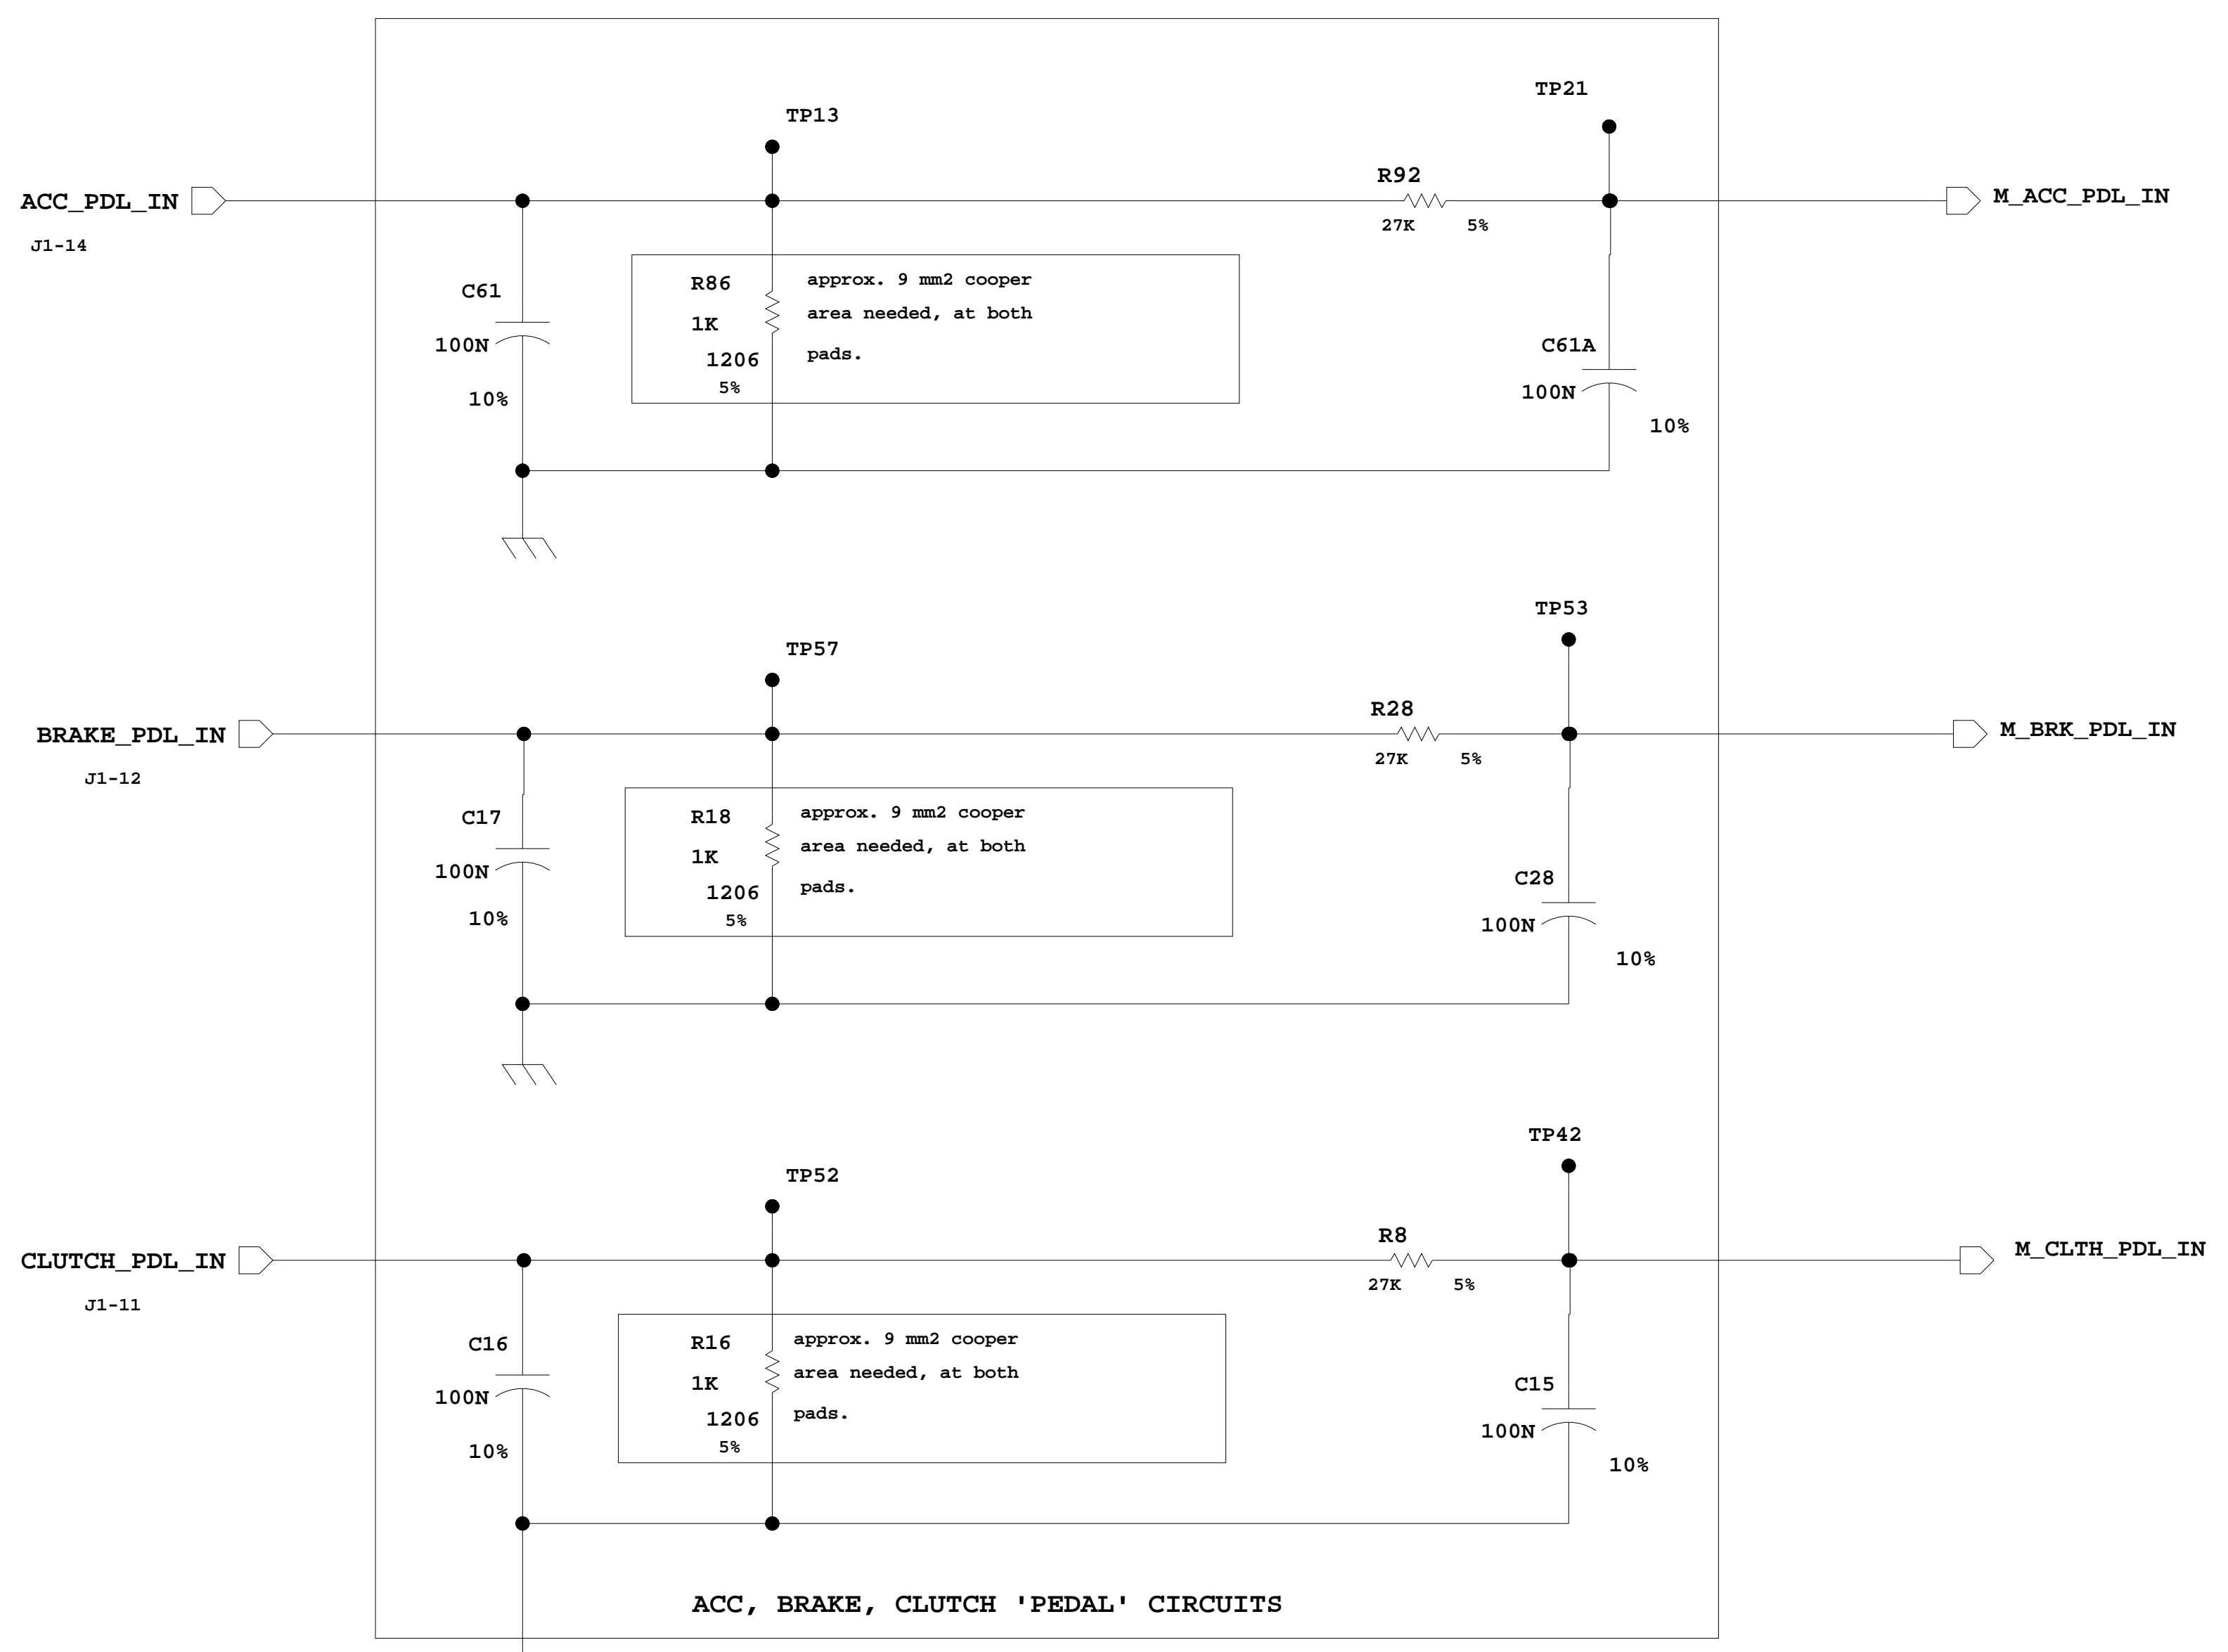 TP21
TP13
R92
ACC_PDL_IN
M_ACC_PDL_IN
27K 5%
J1-14
R86
approx. 9 mm2 cooper
C61
area needed, at both
1K
100N
C61A
pads.
1206
5%
100N
10%
10%
TP53
TP57
R28
BRAKE_PDL_IN
M_BRK_PDL_IN
27K 5%
J1-12
R18
approx. 9 mm2 cooper
C17
area needed, at both
1K
100N
C28
pads.
1206
10%
5%
100N
10%
TP42
TP52
R8
CLUTCH_PDL_IN
M_CLTH_PDL_IN
27K 5%
J1-11
R16
approx. 9 mm2 cooper
C16
area needed, at both
1K
100N
C15
pads.
1206
100N
5%
10%
10%
ACC, BRAKE, CLUTCH 'PEDAL' CIRCUITS